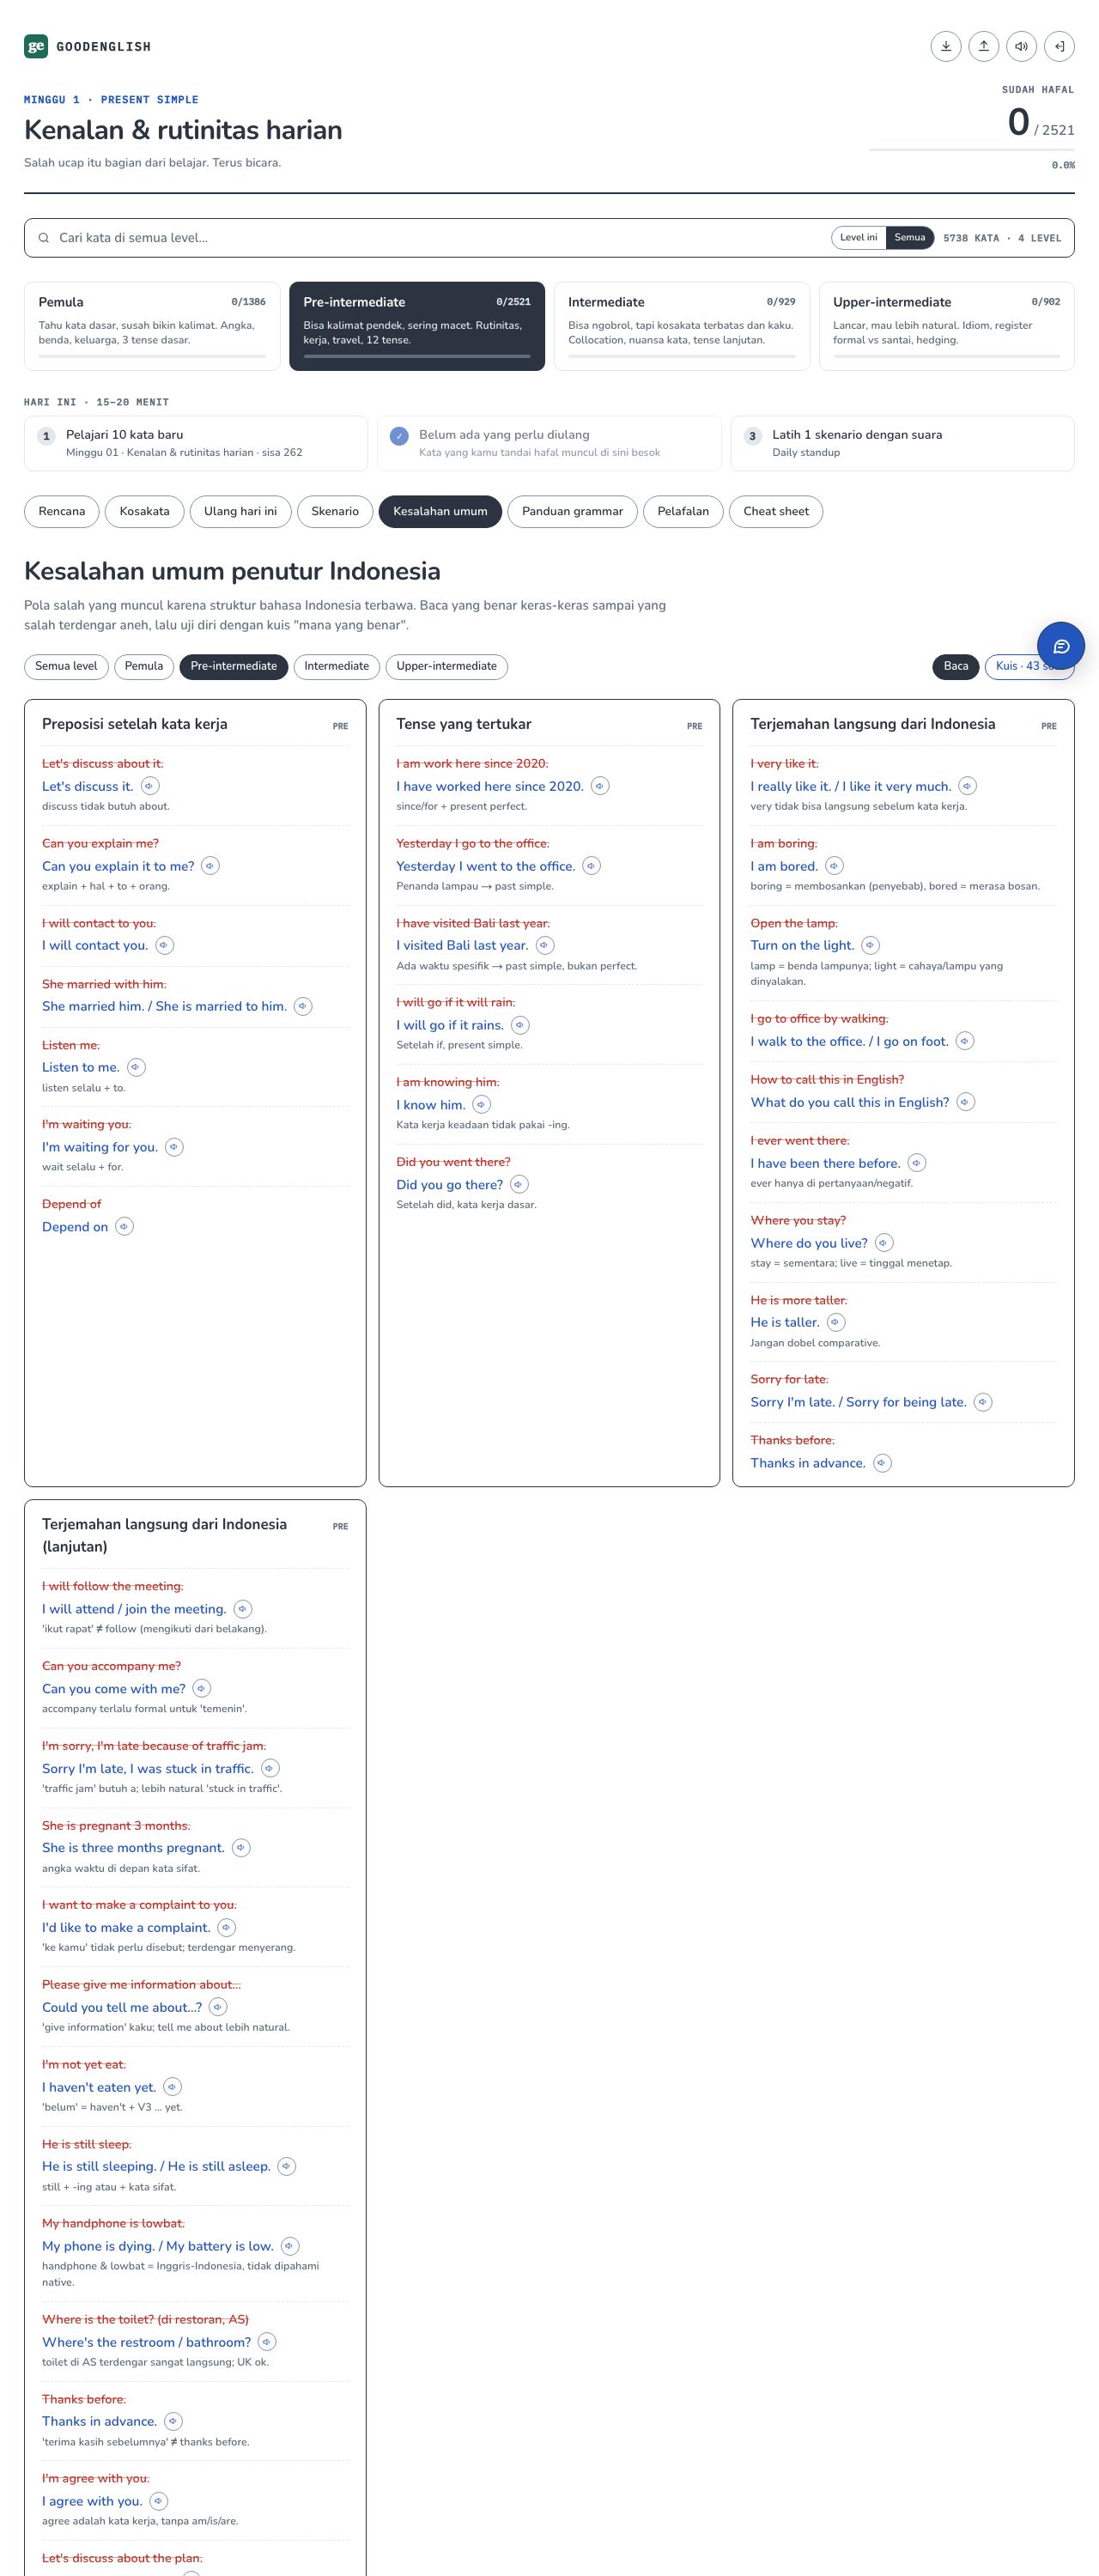 ge GOODENGLISH
MINGGU 1 · PRESENT SIMPLE
Kenalan & rutinitas harian
Salah ucap itu bagian dari belajar. Terus bicara.
SUDAH HAFAL
0 / 2521
0.0%
Cari kata di semua level...
Level ini
Semua
5738 KATA · 4 LEVEL
Pemula 0/1386
Tahu kata dasar, susah bikin kalimat. Angka,
benda, keluarga, 3 tense dasar.
Pre-intermediate 0/2521
Bisa kalimat pendek, sering macet. Rutinitas,
kerja, travel, 12 tense.
Intermediate 0/929
Bisa ngobrol, tapi kosakata terbatas dan kaku.
Collocation, nuansa kata, tense lanjutan.
Upper-intermediate 0/902
Lancar, mau lebih natural. Idiom, register
formal vs santai, hedging.
HARI INI · 15–20 MENIT
1 Pelajari 10 kata baru
Minggu 01 · Kenalan & rutinitas harian · sisa 262
✓ Belum ada yang perlu diulang
Kata yang kamu tandai hafal muncul di sini besok
3 Latih 1 skenario dengan suara
Daily standup
Rencana
Kosakata
Ulang hari ini
Skenario
Kesalahan umum
Panduan grammar
Pelafalan
Cheat sheet
Kesalahan umum penutur Indonesia
Pola salah yang muncul karena struktur bahasa Indonesia terbawa. Baca yang benar keras-keras sampai yang
salah terdengar aneh, lalu uji diri dengan kuis "mana yang benar".
Semua level
Pemula
Pre-intermediate
Intermediate
Upper-intermediate
Baca
Kuis · 43
Preposisi setelah kata kerja PRE
Let's discuss about it.
Let's discuss it.
discuss tidak butuh about.
Can you explain me?
Can you explain it to me?
explain + hal + to + orang.
I will contact to you.
I will contact you.
She married with him.
She married him. / She is married to him.
Listen me.
Listen to me.
listen selalu + to.
I'm waiting you.
I'm waiting for you.
wait selalu + for.
Depend of
Depend on
Tense yang tertukar PRE
I am work here since 2020.
I have worked here since 2020.
since/for + present perfect.
Yesterday I go to the office.
Yesterday I went to the office.
Penanda lampau → past simple.
I have visited Bali last year.
I visited Bali last year.
Ada waktu spesifik → past simple, bukan perfect.
I will go if it will rain.
I will go if it rains.
Setelah if, present simple.
I am knowing him.
I know him.
Kata kerja keadaan tidak pakai -ing.
Did you went there?
Did you go there?
Setelah did, kata kerja dasar.
Terjemahan langsung dari Indonesia PRE
I very like it.
I really like it. / I like it very much.
very tidak bisa langsung sebelum kata kerja.
I am boring.
I am bored.
boring = membosankan (penyebab), bored = merasa bosan.
Open the lamp.
Turn on the light.
lamp = benda lampunya; light = cahaya/lampu yang
dinyalakan.
I go to office by walking.
I walk to the office. / I go on foot.
How to call this in English?
What do you call this in English?
I ever went there.
I have been there before.
ever hanya di pertanyaan/negatif.
Where you stay?
Where do you live?
stay = sementara; live = tinggal menetap.
He is more taller.
He is taller.
Jangan dobel comparative.
Sorry for late.
Sorry I'm late. / Sorry for being late.
Thanks before.
Thanks in advance.
Terjemahan langsung dari Indonesia PRE
(lanjutan)
I will follow the meeting.
I will attend / join the meeting.
'ikut rapat' ≠ follow (mengikuti dari belakang).
Can you accompany me?
Can you come with me?
accompany terlalu formal untuk 'temenin'.
I'm sorry, I'm late because of traffic jam.
Sorry I'm late, I was stuck in traffic.
'traffic jam' butuh a; lebih natural 'stuck in traffic'.
She is pregnant 3 months.
She is three months pregnant.
angka waktu di depan kata sifat.
I want to make a complaint to you.
I'd like to make a complaint.
'ke kamu' tidak perlu disebut; terdengar menyerang.
Please give me information about...
Could you tell me about...?
'give information' kaku; tell me about lebih natural.
I'm not yet eat.
I haven't eaten yet.
'belum' = haven't + V3 ... yet.
He is still sleep.
He is still sleeping. / He is still asleep.
still + -ing atau + kata sifat.
My handphone is lowbat.
My phone is dying. / My battery is low.
handphone & lowbat = Inggris-Indonesia, tidak dipahami
native.
Where is the toilet? (di restoran, AS)
Where's the restroom / bathroom?
toilet di AS terdengar sangat langsung; UK ok.
Thanks before.
Thanks in advance.
'terima kasih sebelumnya' ≠ thanks before.
I'm agree with you.
I agree with you.
agree adalah kata kerja, tanpa am/is/are.
Let's discuss about the plan.